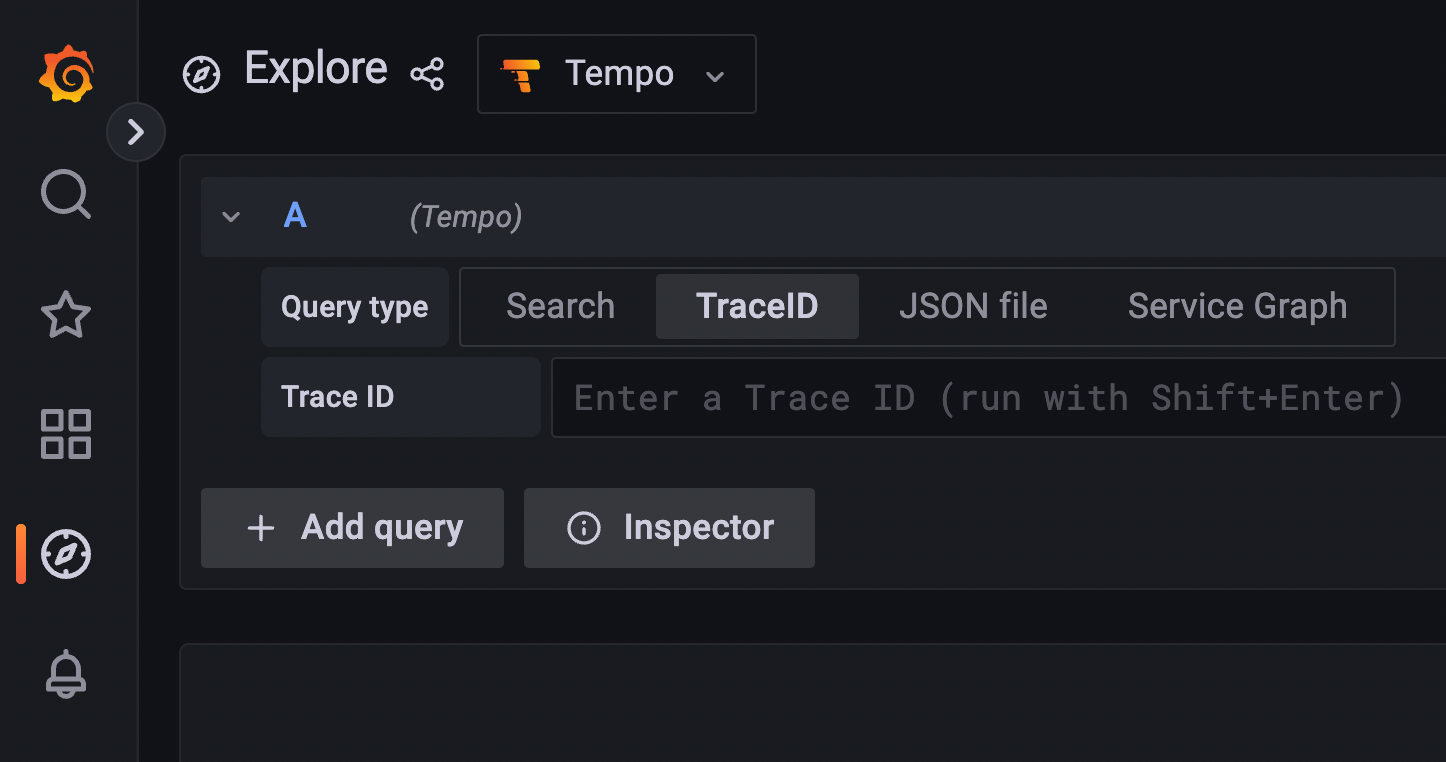 Explore
Tempo
A (Tempo)
Query type Search TraceID JSON file Service Graph
Trace ID Enter a Trace ID (run with Shift+Enter)
+ Add query Inspector